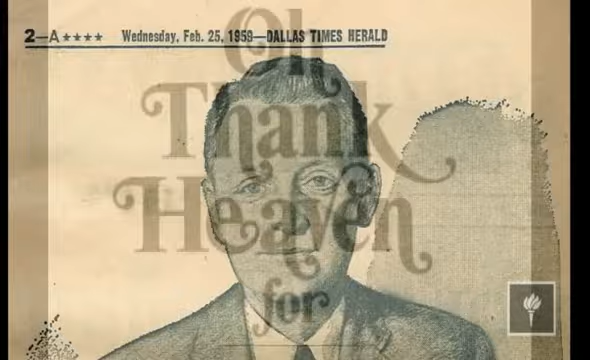 2—A★★★★ Wednesday, Feb. 25, 1959—DALLAS TIMES HERALD
Oh
Thank
Heaven
for